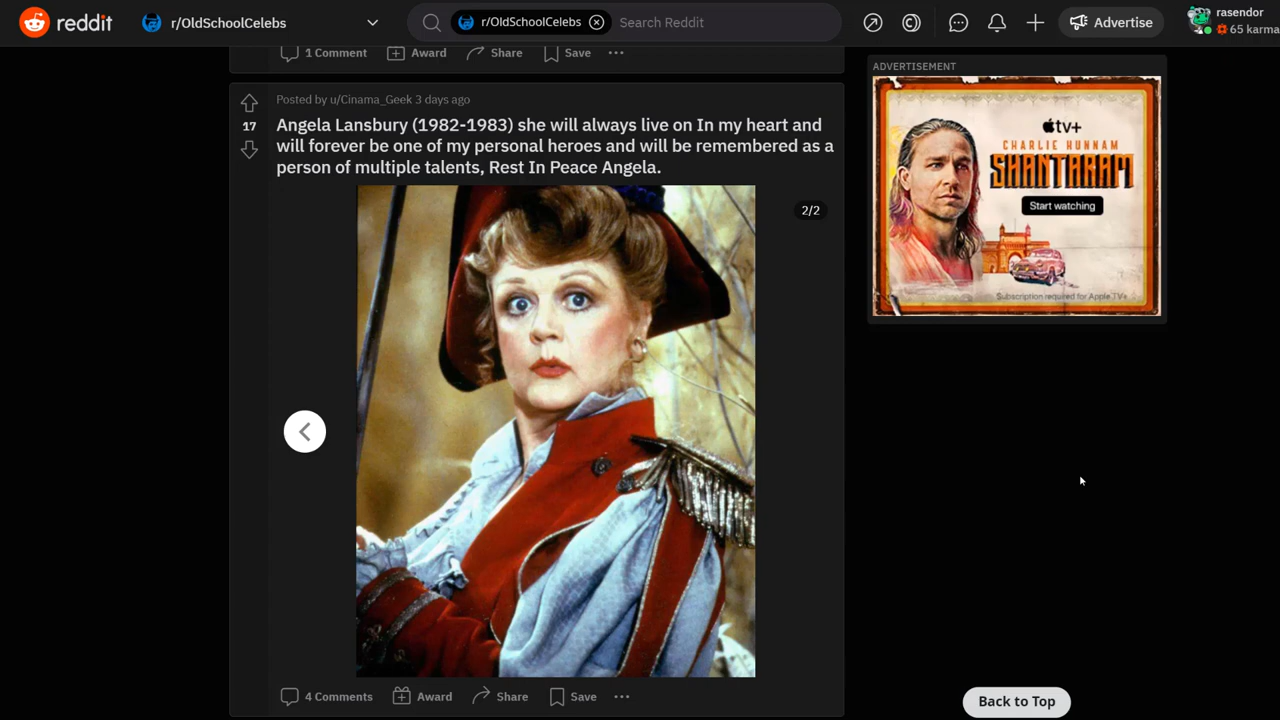 reddit
r/OldSchoolCelebs
r/OldSchoolCelebs
Search Reddit
Advertise
rasendor
65 karma
1 Comment
Award
Share
Save
Posted by u/Cinama_Geek 3 days ago
17
Angela Lansbury (1982-1983) she will always live on In my heart and
will forever be one of my personal heroes and will be remembered as a
person of multiple talents, Rest In Peace Angela.
2/2
4 Comments
Award
Share
Save
ADVERTISEMENT
tv+
CHARLIE HUNNAM
SHANTARAM
Start watching
Subscription required for Apple TV+
Back to Top